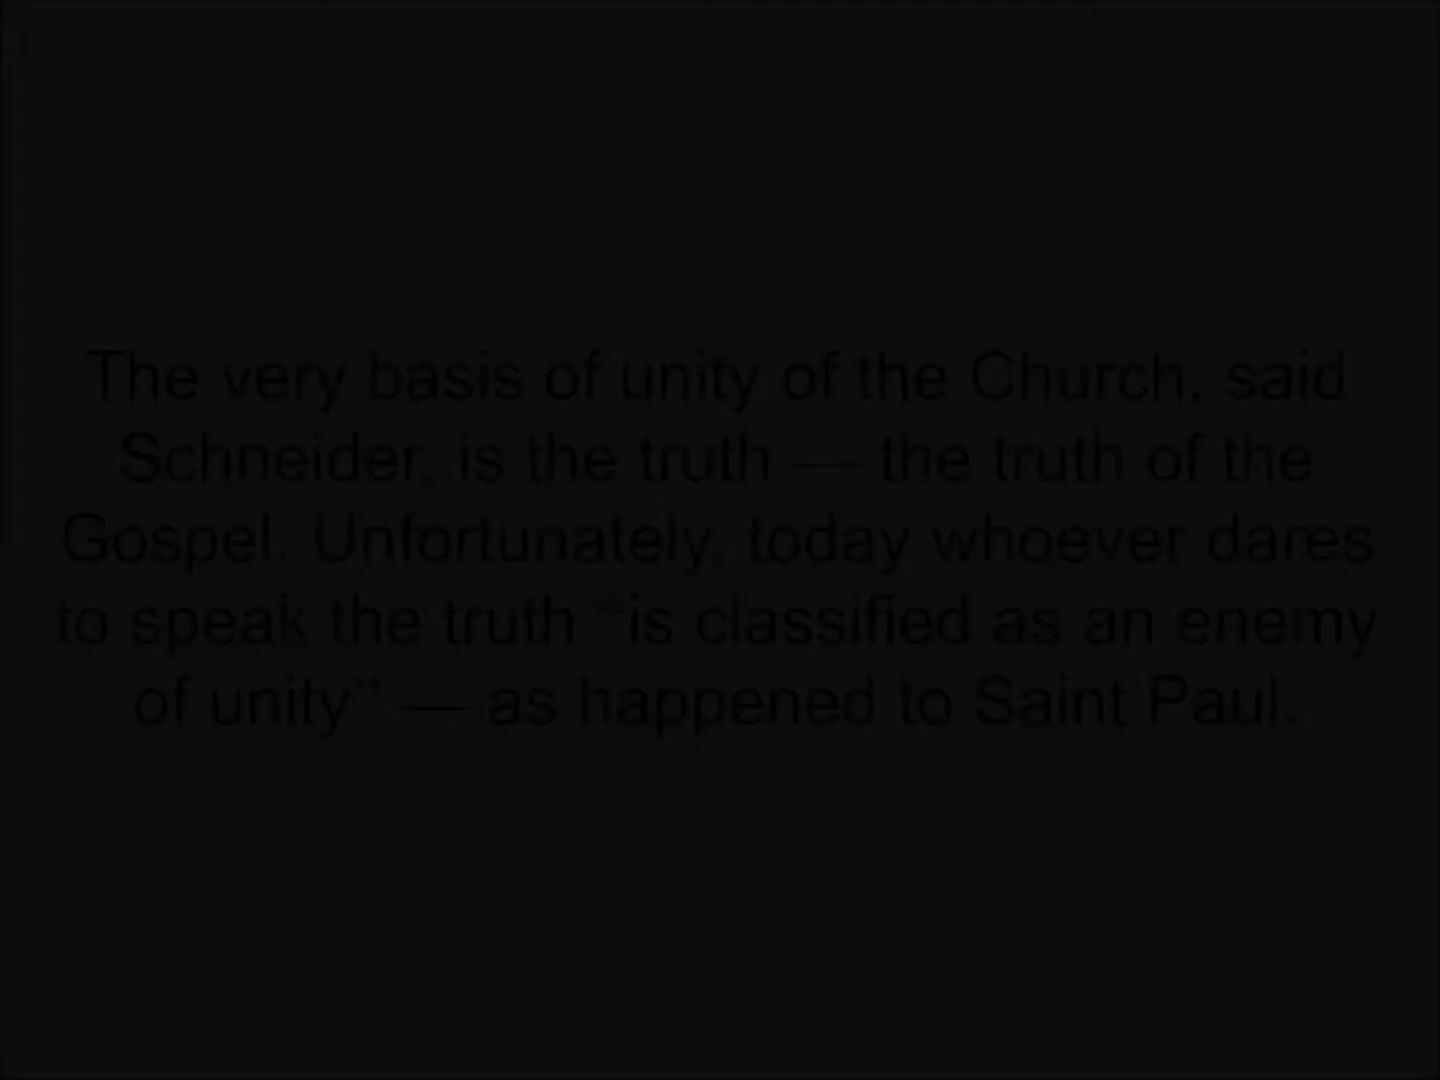 The very basis of unity of the Church, said
Schneider, is the truth — the truth of the
Gospel. Unfortunately, today whoever dares
to speak the truth “is classified as an enemy
of unity” — as happened to Saint Paul.